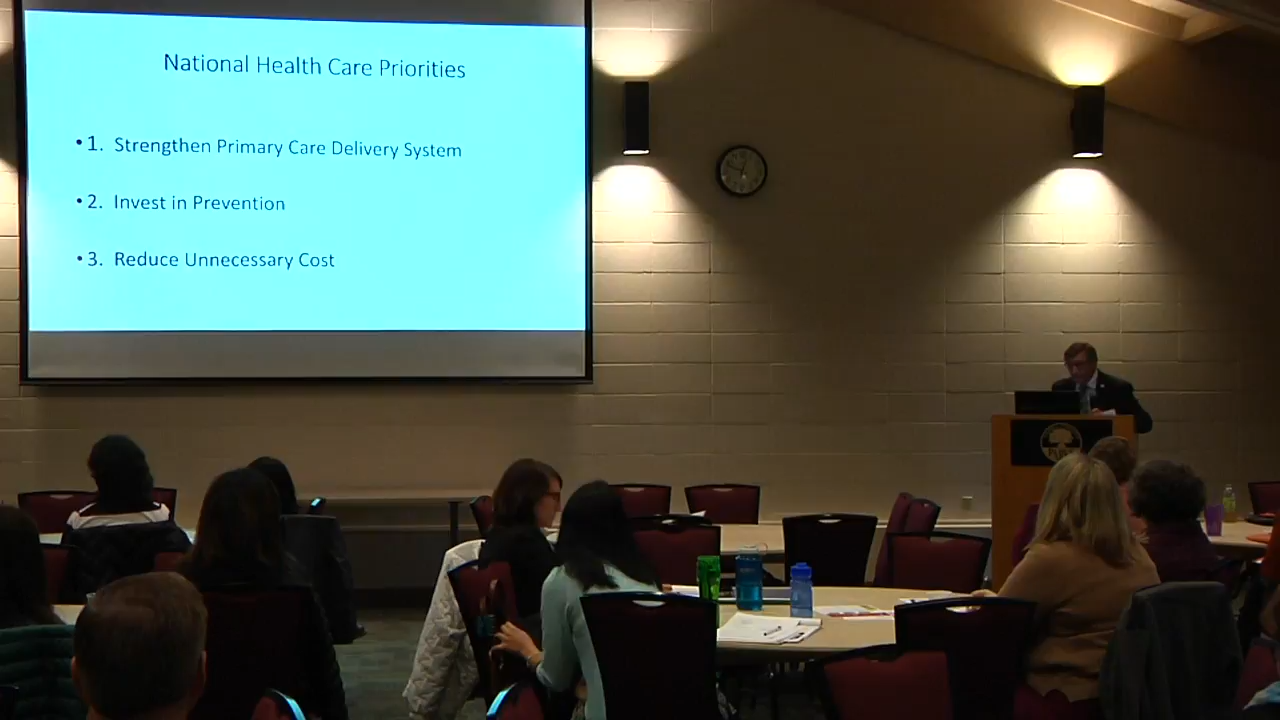 National Health Care Priorities
• 1. Strengthen Primary Care Delivery System
• 2. Invest in Prevention
• 3. Reduce Unnecessary Cost